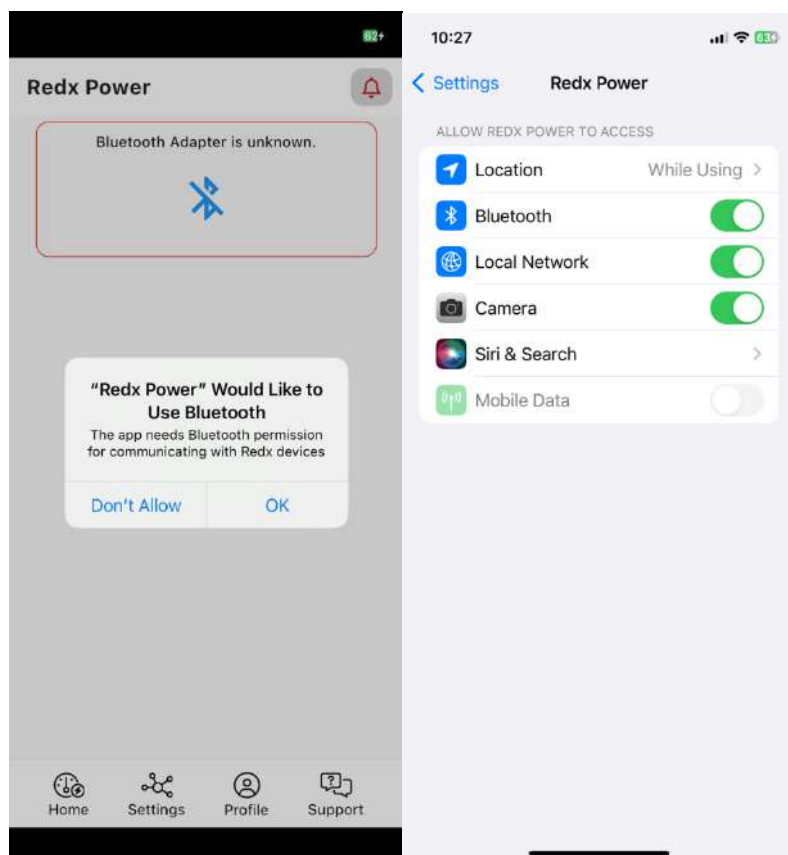 62
Redx Power
Bluetooth Adapter is unknown.
“Redx Power” Would Like to
Use Bluetooth
The app needs Bluetooth permission
for communicating with Redx devices
Don't Allow
OK
Home
Settings
Profile
Support
10:27
63
Settings
Redx Power
ALLOW REDX POWER TO ACCESS
Location
While Using
Bluetooth
Local Network
Camera
Siri & Search
Mobile Data